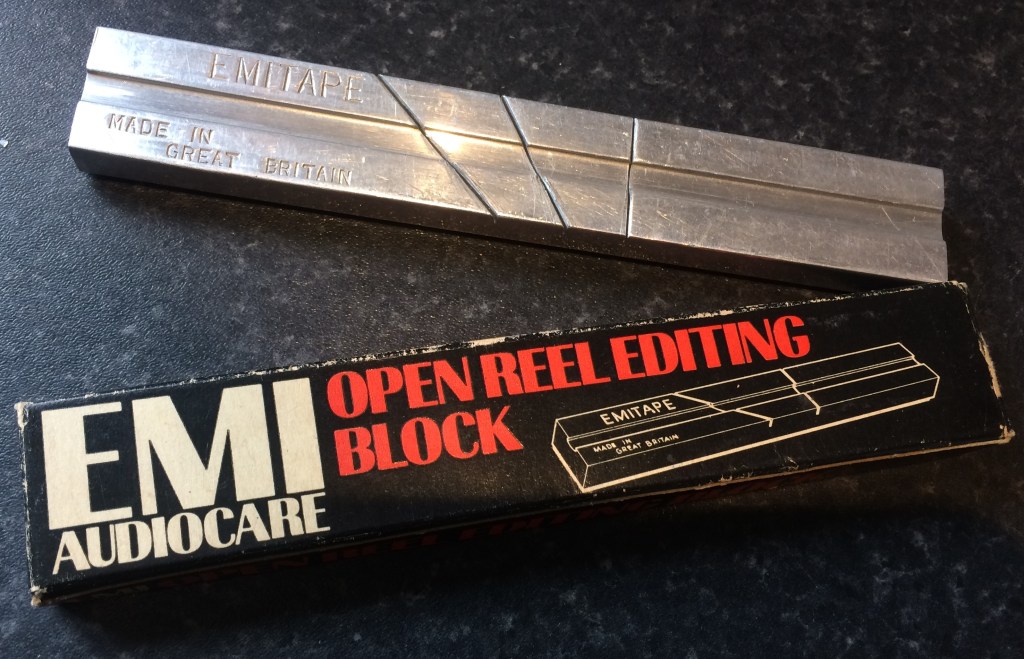 EMITAPE
MADE IN
GREAT BRITAIN
EMI
AUDIOCARE
OPEN REEL EDITING
BLOCK
EMITAPE
MADE IN
GREAT BRITAIN